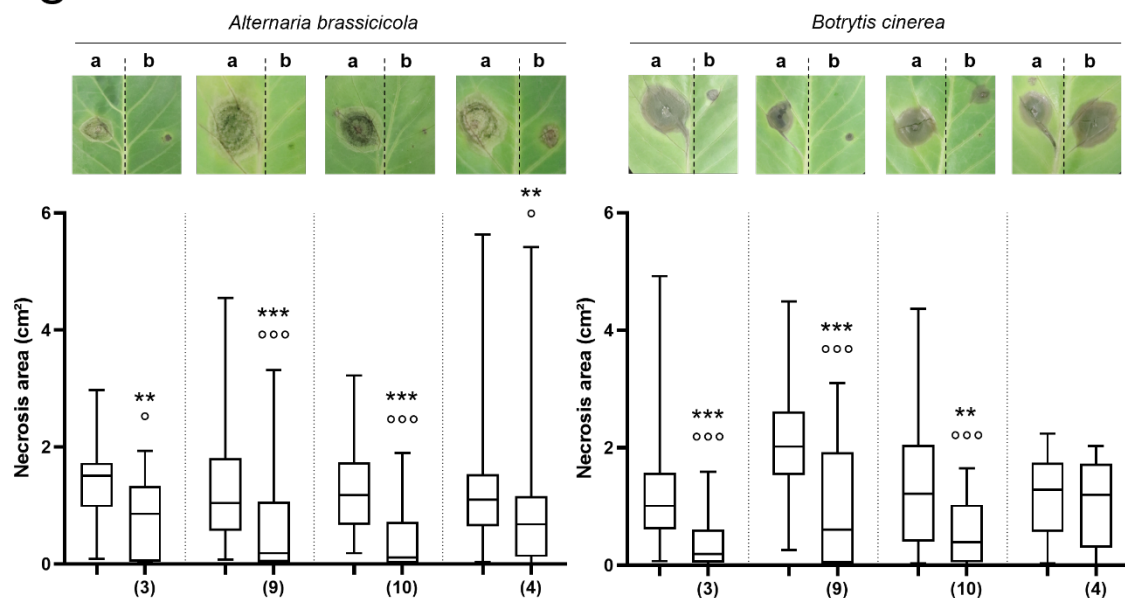 Alternaria brassicicola
a b a b a b a b
Necrosis area (cm²)
6
4
2
0
**
***
***
**
(3) (9) (10) (4)
Botrytis cinerea
a b a b a b a b
Necrosis area (cm²)
6
4
2
0
***
***
**
(3) (9) (10) (4)